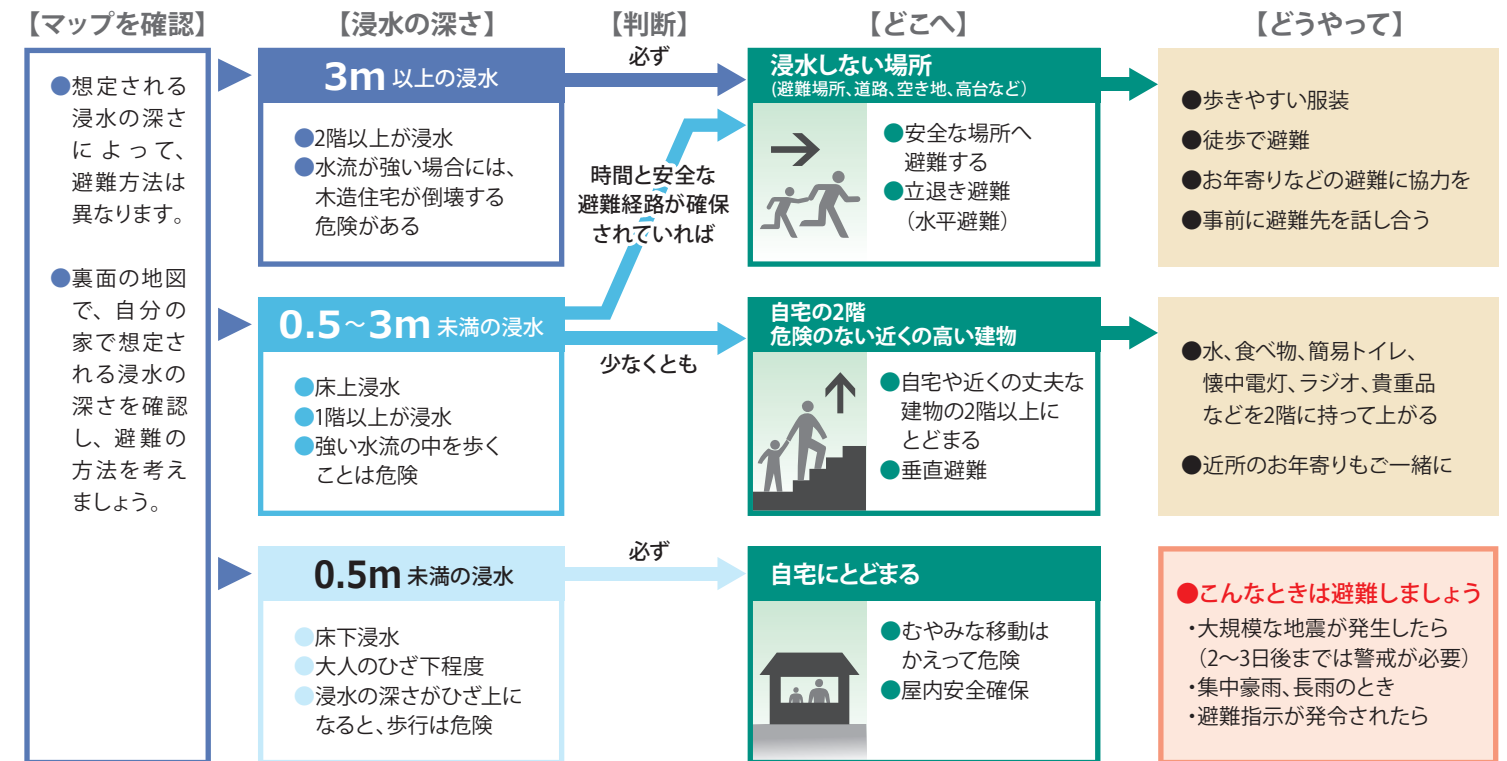 【マップを確認】
●想定される
浸水の深さ
によって、
避難方法は
異なります。
●裏面の地図
で、自分の
家で想定さ
れる浸水の
深さを確認
し、避難の
方法を考え
ましょう。
【浸水の深さ】
3m 以上の浸水
●2階以上が浸水
●水流が強い場合には、
木造住宅が倒壊する
危険がある
0.5～3m 未満の浸水
●床上浸水
●1階以上が浸水
●強い水流の中を歩く
ことは危険
0.5m 未満の浸水
●床下浸水
●大人のひざ下程度
●浸水の深さがひざ上に
なると、歩行は危険
【判断】
必ず
時間と安全な
避難経路が確保
されていれば
少なくとも
必ず
【どこへ】
浸水しない場所
(避難場所、道路、空き地、高台など)
●安全な場所へ
避難する
●立退き避難
（水平避難）
自宅の2階
危険のない近くの高い建物
●自宅や近くの丈夫な
建物の2階以上に
とどまる
●垂直避難
自宅にとどまる
●むやみな移動は
かえって危険
●屋内安全確保
【どうやって】
●歩きやすい服装
●徒歩で避難
●お年寄りなどの避難に協力を
●事前に避難先を話し合う
●水、食べ物、簡易トイレ、
懐中電灯、ラジオ、貴重品
などを2階に持って上がる
●近所のお年寄りもご一緒に
●こんなときは避難しましょう
・大規模な地震が発生したら
（2～3日後までは警戒が必要）
・集中豪雨、長雨のとき
・避難指示が発令されたら